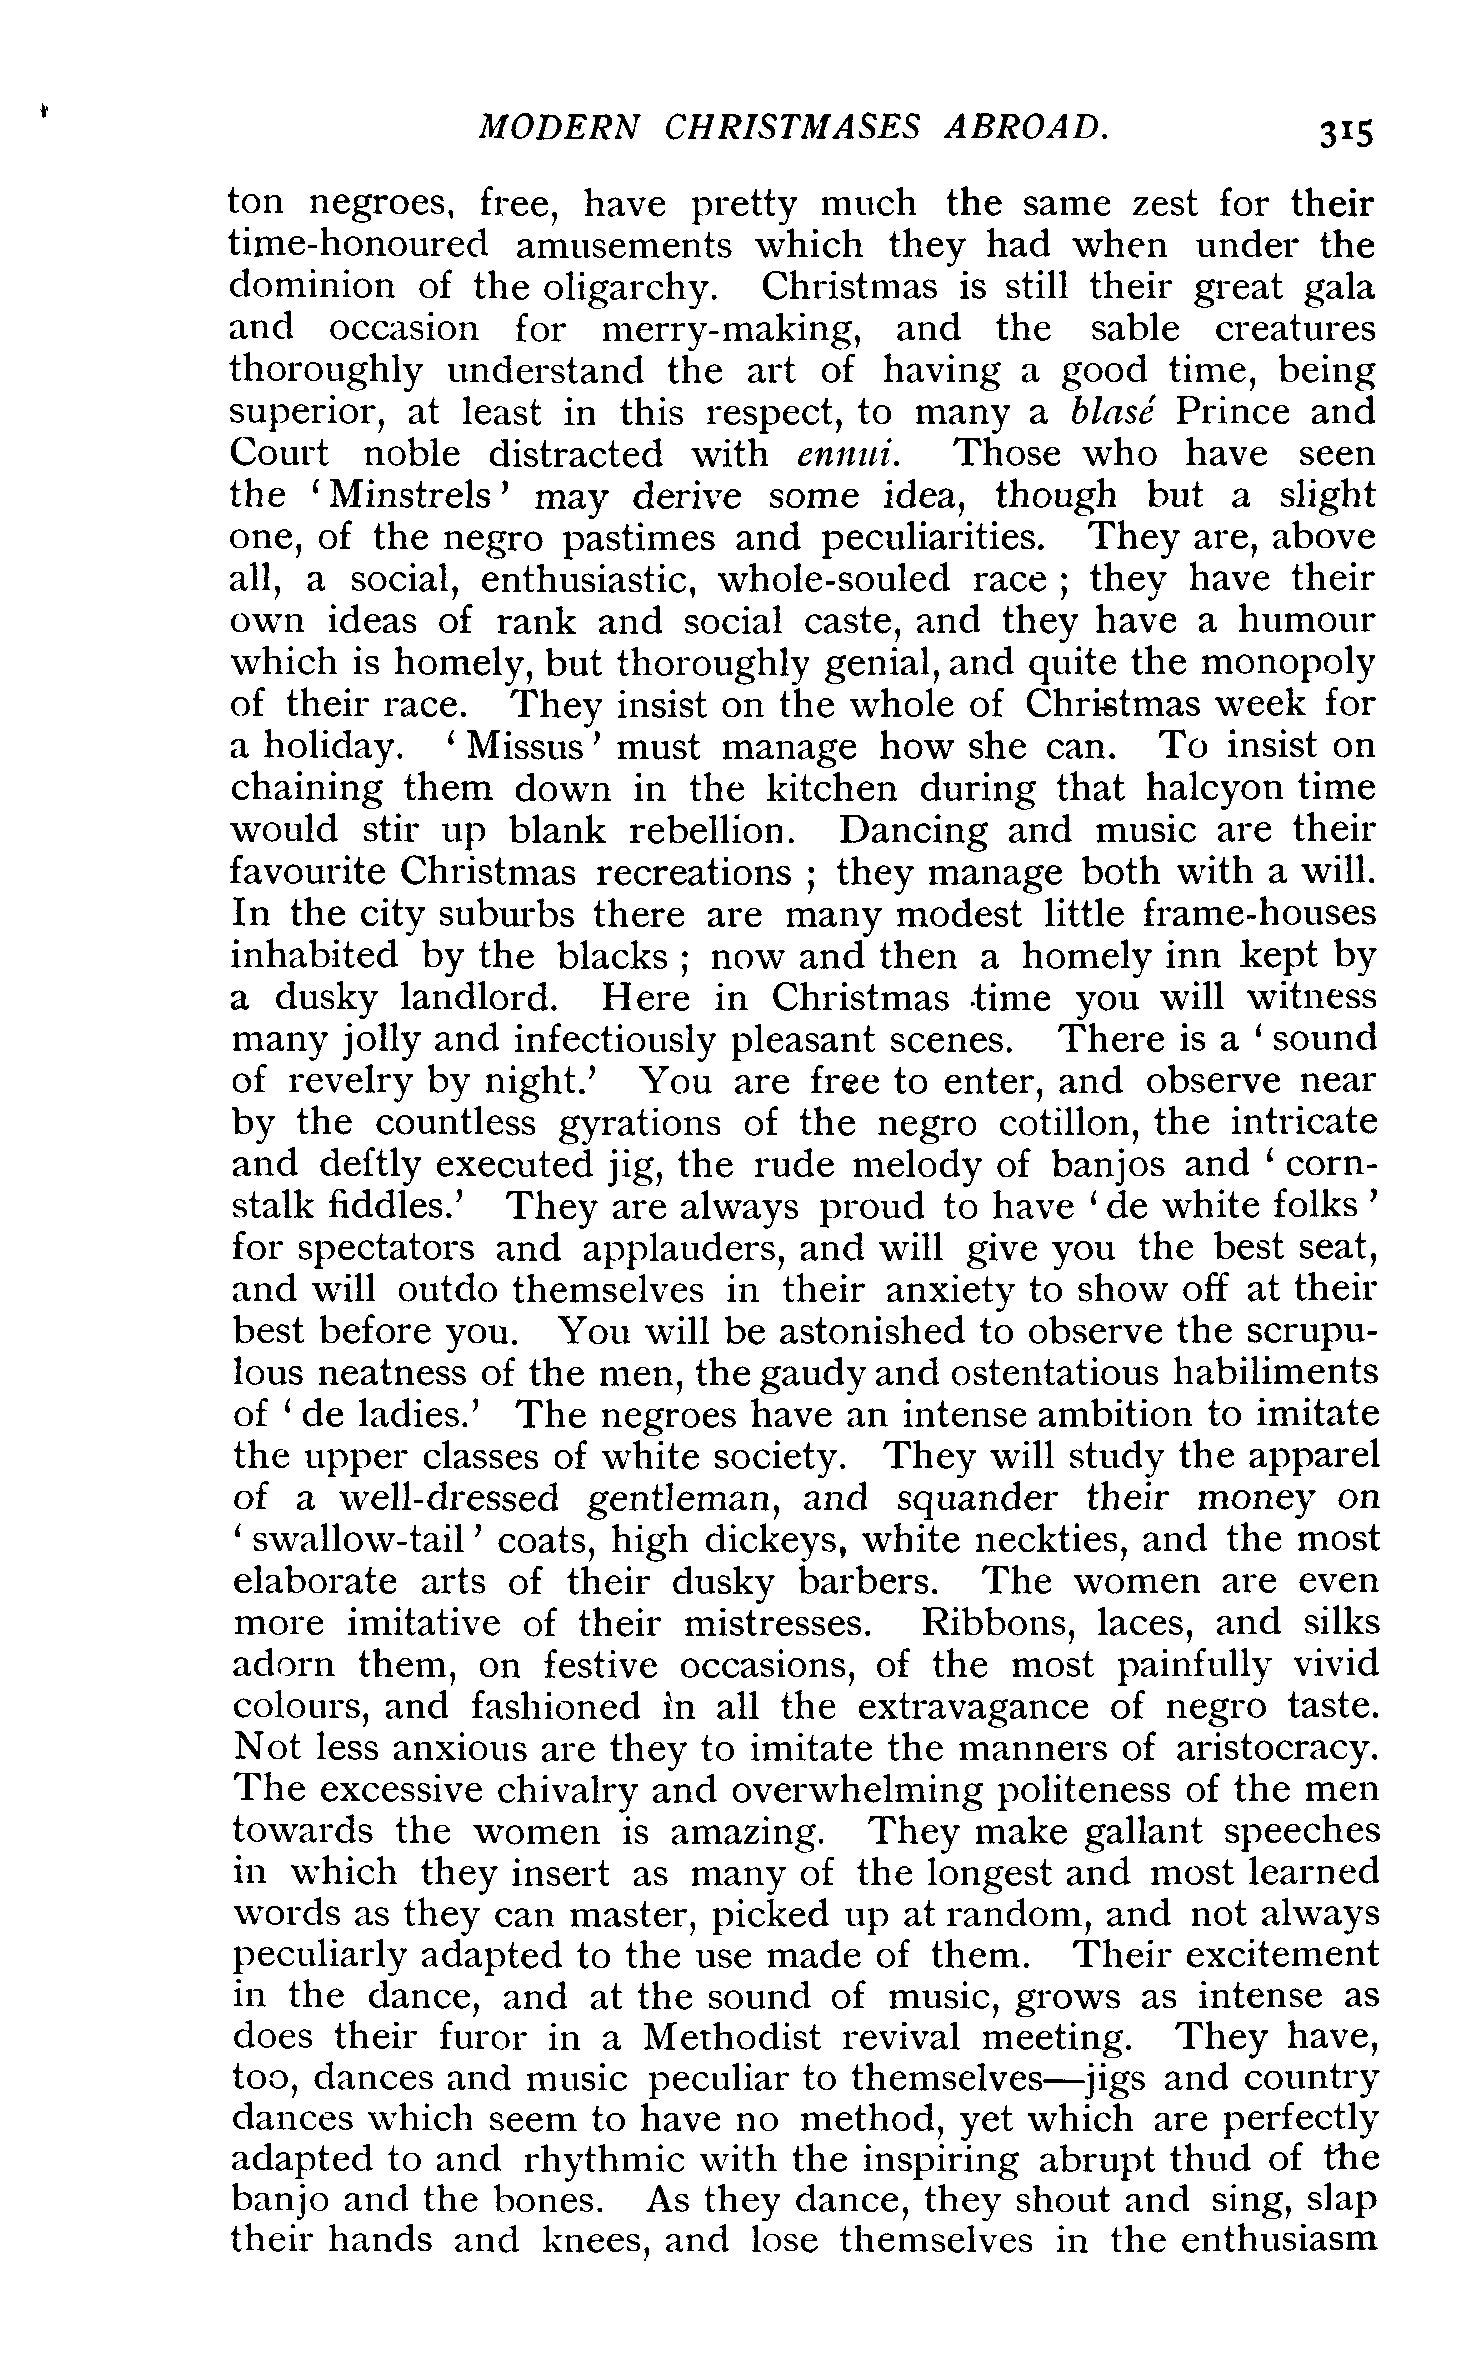 MODERN CHRISTMASES ABROAD. 315
ton negroes, free, have pretty much the same zest for their
time-honoured amusements which they had when under the
dominion of the oligarchy. Christmas is still their great gala
and occasion for merry-making, and the sable creatures
thoroughly understand the art of having a good time, being
superior, at least in this respect, to many a blasé Prince and
Court noble distracted with ennui. Those who have seen
the ‘Minstrels’ may derive some idea, though but a slight
one, of the negro pastimes and peculiarities. They are, above
all, a social, enthusiastic, whole-souled race ; they have their
own ideas of rank and social caste, and they have a humour
which is homely, but thoroughly genial, and quite the monopoly
of their race. They insist on the whole of Christmas week for
a holiday. ‘Missus’ must manage how she can. To insist on
chaining them down in the kitchen during that halcyon time
would stir up blank rebellion. Dancing and music are their
favourite Christmas recreations ; they manage both with a will.
In the city suburbs there are many modest little frame-houses
inhabited by the blacks ; now and then a homely inn kept by
a dusky landlord. Here in Christmas time you will witness
many jolly and infectiously pleasant scenes. There is a ‘sound
of revelry by night.’ You are free to enter, and observe near
by the countless gyrations of the negro cotillon, the intricate
and deftly executed jig, the rude melody of banjos and ‘corn-
stalk fiddles.’ They are always proud to have ‘de white folks’
for spectators and applauders, and will give you the best seat,
and will outdo themselves in their anxiety to show off at their
best before you. You will be astonished to observe the scrupu-
lous neatness of the men, the gaudy and ostentatious habiliments
of ‘de ladies.’ The negroes have an intense ambition to imitate
the upper classes of white society. They will study the apparel
of a well-dressed gentleman, and squander their money on
‘swallow-tail’ coats, high dickeys, white neckties, and the most
elaborate arts of their dusky barbers. The women are even
more imitative of their mistresses. Ribbons, laces, and silks
adorn them, on festive occasions, of the most painfully vivid
colours, and fashioned in all the extravagance of negro taste.
Not less anxious are they to imitate the manners of aristocracy.
The excessive chivalry and overwhelming politeness of the men
towards the women is amazing. They make gallant speeches
in which they insert as many of the longest and most learned
words as they can master, picked up at random, and not always
peculiarly adapted to the use made of them. Their excitement
in the dance, and at the sound of music, grows as intense as
does their furor in a Methodist revival meeting. They have,
too, dances and music peculiar to themselves—jigs and country
dances which seem to have no method, yet which are perfectly
adapted to and rhythmic with the inspiring abrupt thud of the
banjo and the bones. As they dance, they shout and sing, slap
their hands and knees, and lose themselves in the enthusiasm